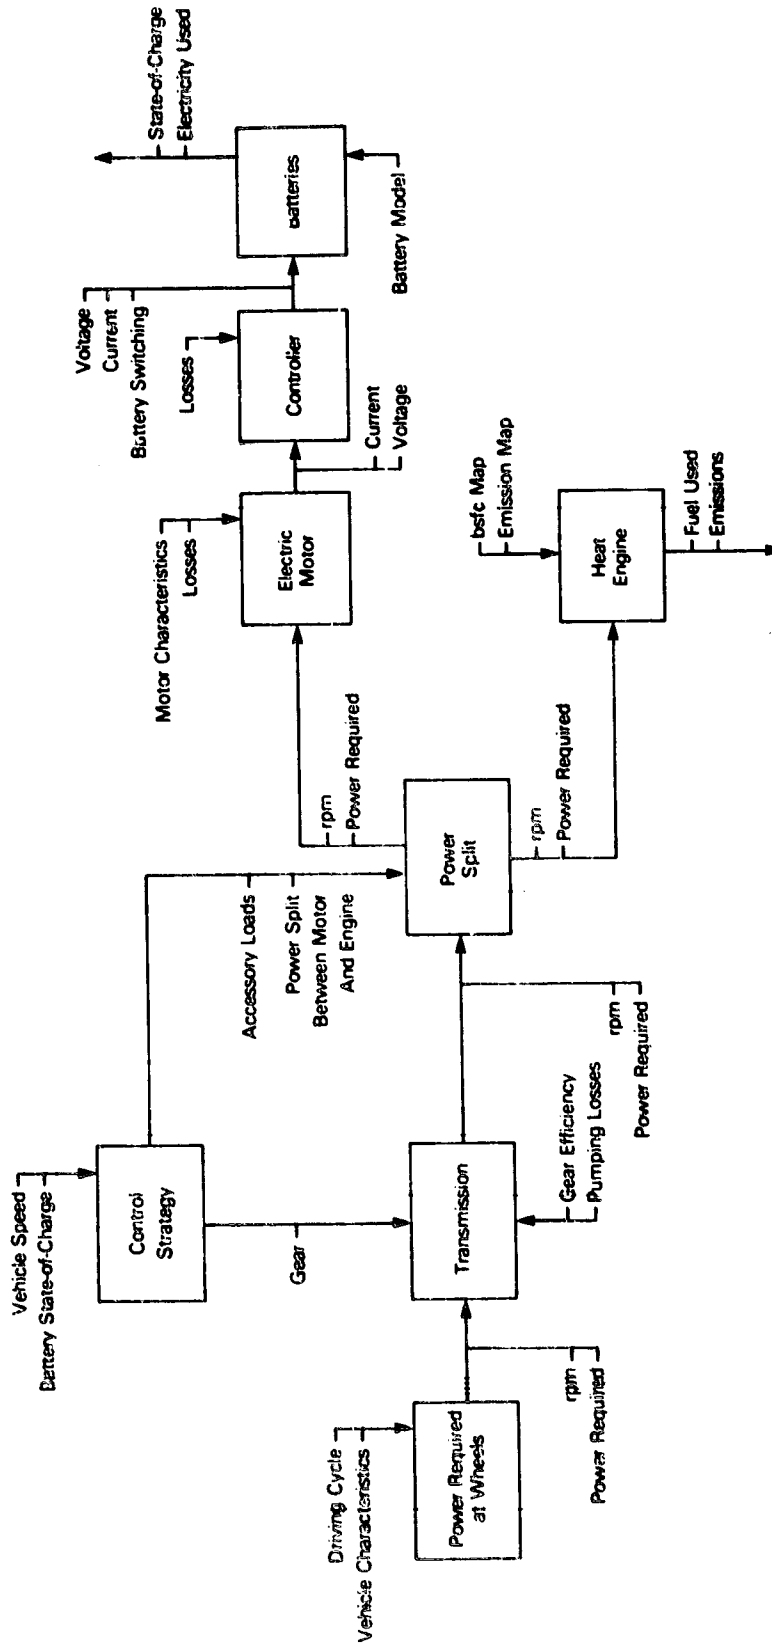 Vehicle Speed
Battery State-of-Charge
Control
Strategy
Gear
Accessory Loads
Power Split
Between Motor
And Engine
Driving Cycle
Vehicle Characteristics
Power Required
at Wheels
rpm
Power Required
Transmission
Gear Efficiency
Pumping Losses
rpm
Power Required
Power
Split
rpm
Power Required
rpm
Power Required
Motor Characteristics
Losses
Electric
Motor
Current
Voltage
Losses
Controller
Voltage
Current
Battery Switching
Batteries
Battery Model
State-of-Charge
Electricity Used
bsfc Map
Emission Map
Heat
Engine
Fuel Used
Emissions